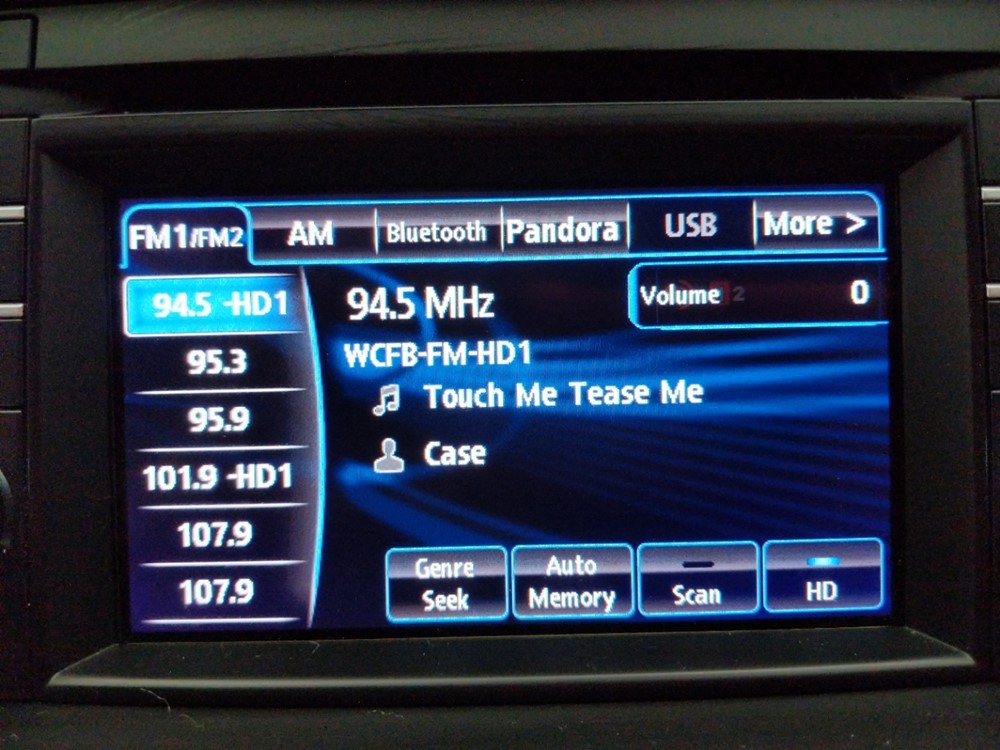 FM1/FM2 AM Bluetooth Pandora USB More >
94.5 -HD1
95.3
95.9
101.9 -HD1
107.9
107.9
94.5 MHz
Volume 0
WCFB-FM-HD1
Touch Me Tease Me
Case
Genre
Seek
Auto
Memory
Scan
HD